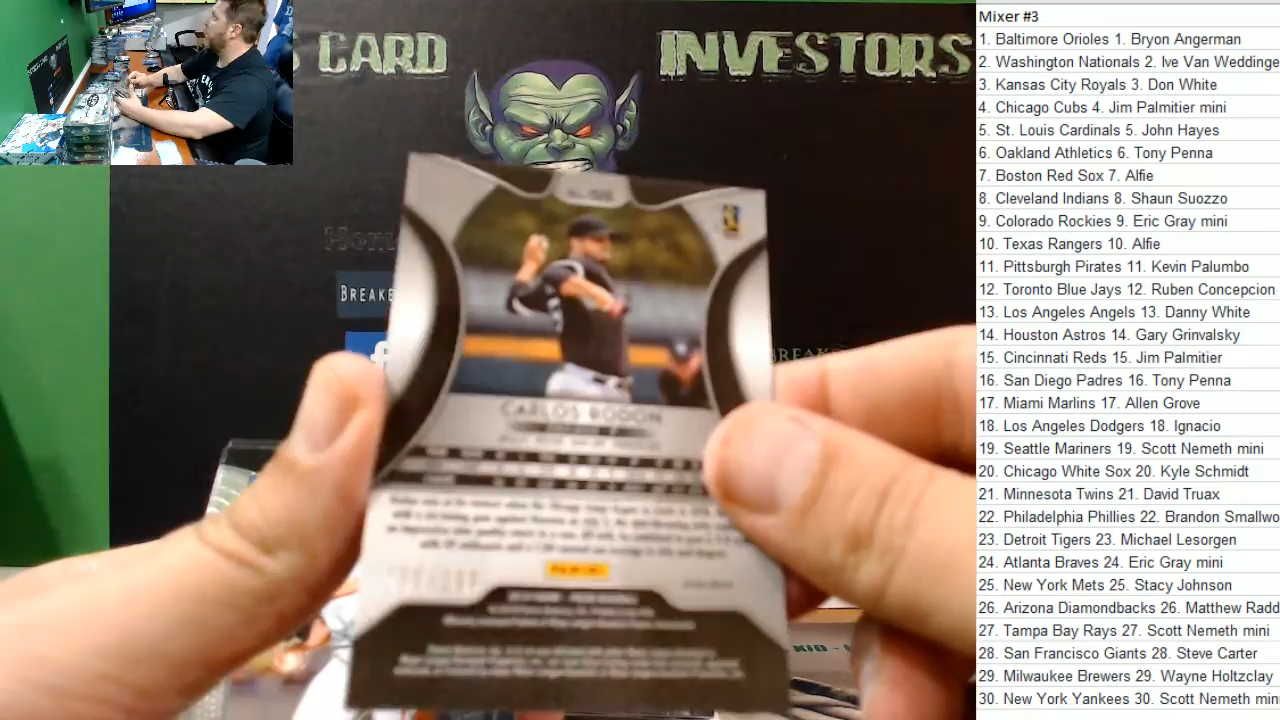 CARD INVESTORS
BREAKE
f
BREAK
CARLOS RODON
PANINI
KID
Mixer #3
1. Baltimore Orioles 1. Bryon Angerman
2. Washington Nationals 2. Ive Van Weddinge
3. Kansas City Royals 3. Don White
4. Chicago Cubs 4. Jim Palmitier mini
5. St. Louis Cardinals 5. John Hayes
6. Oakland Athletics 6. Tony Penna
7. Boston Red Sox 7. Alfie
8. Cleveland Indians 8. Shaun Suozzo
9. Colorado Rockies 9. Eric Gray mini
10. Texas Rangers 10. Alfie
11. Pittsburgh Pirates 11. Kevin Palumbo
12. Toronto Blue Jays 12. Ruben Concepcion
13. Los Angeles Angels 13. Danny White
14. Houston Astros 14. Gary Grinvalsky
15. Cincinnati Reds 15. Jim Palmitier
16. San Diego Padres 16. Tony Penna
17. Miami Marlins 17. Allen Grove
18. Los Angeles Dodgers 18. Ignacio
19. Seattle Mariners 19. Scott Nemeth mini
20. Chicago White Sox 20. Kyle Schmidt
21. Minnesota Twins 21. David Truax
22. Philadelphia Phillies 22. Brandon Smallwo
23. Detroit Tigers 23. Michael Lesorgen
24. Atlanta Braves 24. Eric Gray mini
25. New York Mets 25. Stacy Johnson
26. Arizona Diamondbacks 26. Matthew Radd
27. Tampa Bay Rays 27. Scott Nemeth mini
28. San Francisco Giants 28. Steve Carter
29. Milwaukee Brewers 29. Wayne Holtzclay
30. New York Yankees 30. Scott Nemeth min